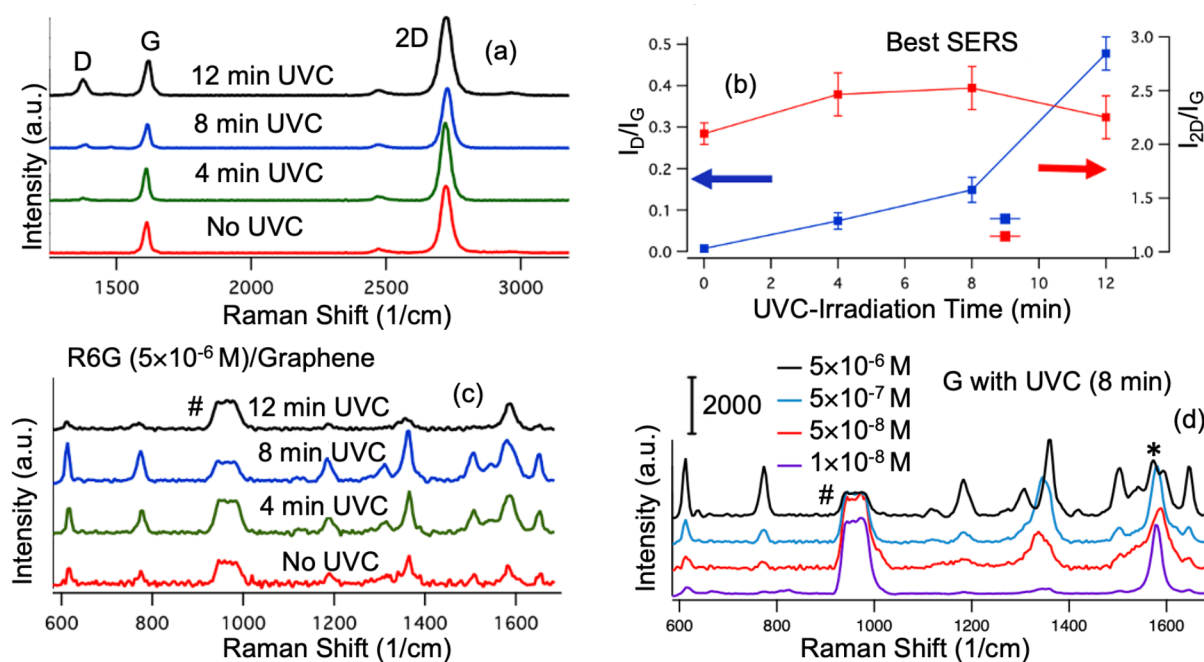 D
G
2D
(a)
12 min UVC
8 min UVC
4 min UVC
No UVC
Intensity (a.u.)
1500
2000
2500
3000
Raman Shift (1/cm)
Best SERS
(b)
0.5
0.4
0.3
0.2
0.1
0.0
I_D/I_G
3.0
2.5
2.0
1.5
1.0
I_2D/I_G
0
2
4
6
8
10
12
UVC-Irradiation Time (min)
R6G (5×10⁻⁶ M)/Graphene
(c)
#
12 min UVC
8 min UVC
4 min UVC
No UVC
Intensity (a.u.)
600
800
1000
1200
1400
1600
Raman Shift (1/cm)
2000
5×10⁻⁶ M
5×10⁻⁷ M
5×10⁻⁸ M
1×10⁻⁸ M
G with UVC (8 min)
(d)
#
*
Intensity (a.u.)
600
800
1000
1200
1400
1600
Raman Shift (1/cm)